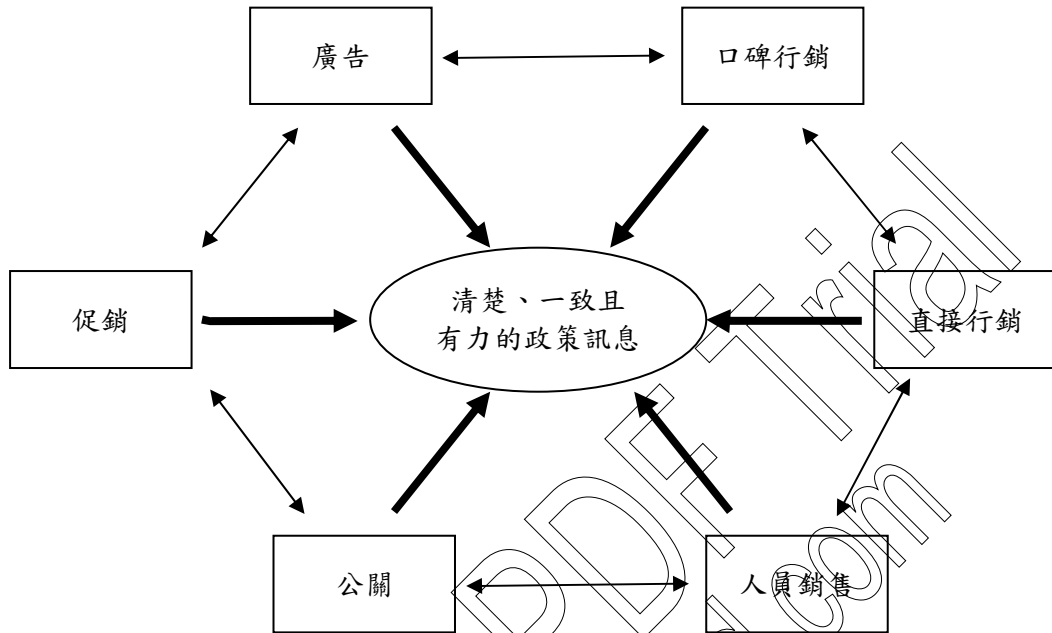 廣告
口碑行銷
促銷
清楚、一致且
有力的政策訊息
直接行銷
公關
人員銷售
PDF Trial
.com